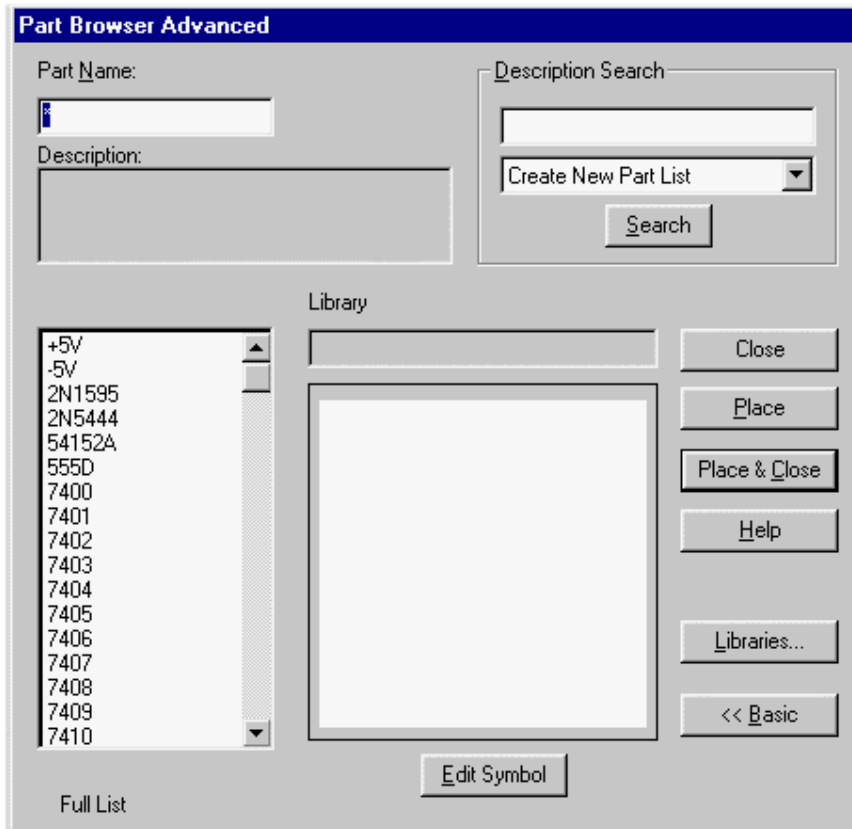 Part Browser Advanced
Part Name:
*
Description:
Description Search
Create New Part List
Search
Library
+5V
-5V
2N1595
2N5444
54152A
555D
7400
7401
7402
7403
7404
7405
7406
7407
7408
7409
7410
Full List
Edit Symbol
Close
Place
Place & Close
Help
Libraries...
<< Basic